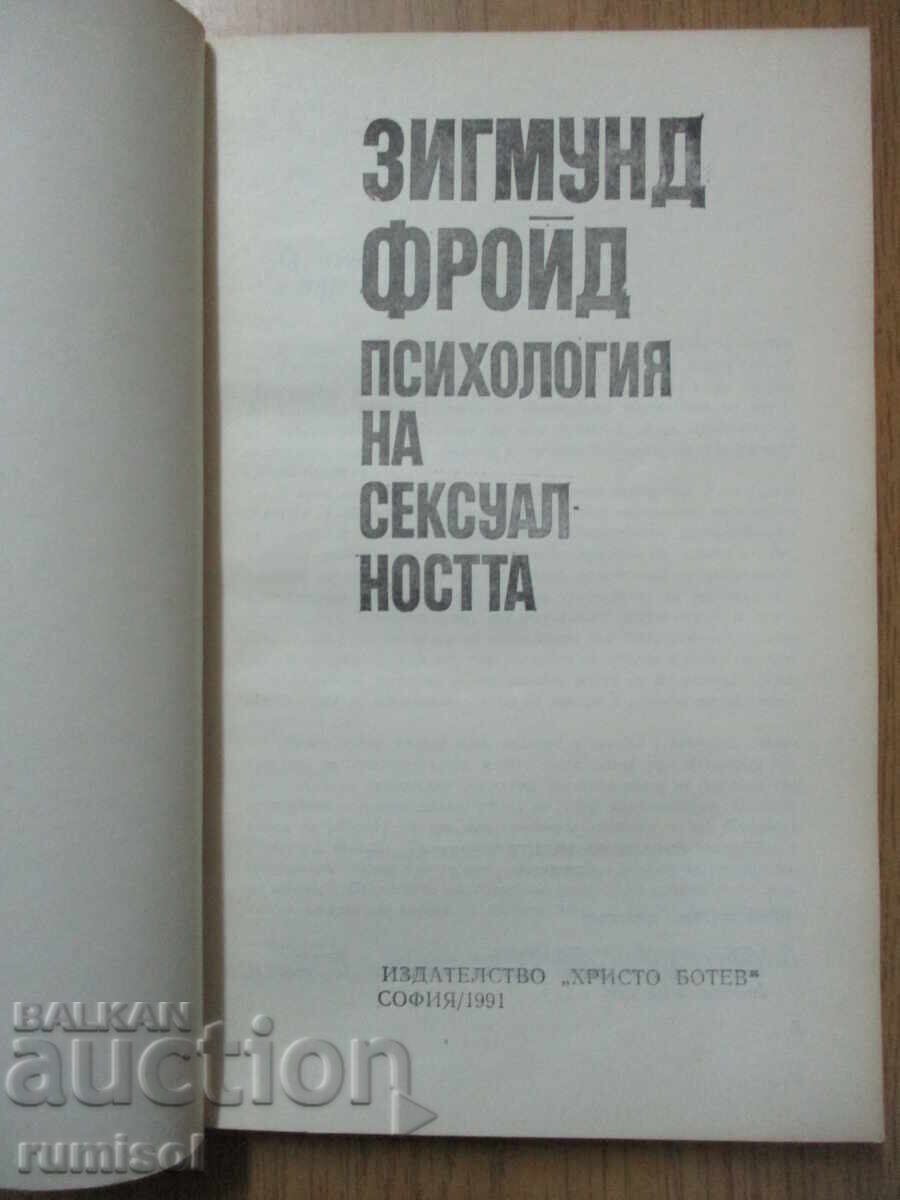 ЗИГМУНД
ФРОЙД
ПСИХОЛОГИЯ
НА
СЕКСУАЛ-
НОСТТА
ИЗДАТЕЛСТВО „ХРИСТО БОТЕВ“
СОФИЯ/1991
BALKAN
auction
rumisol